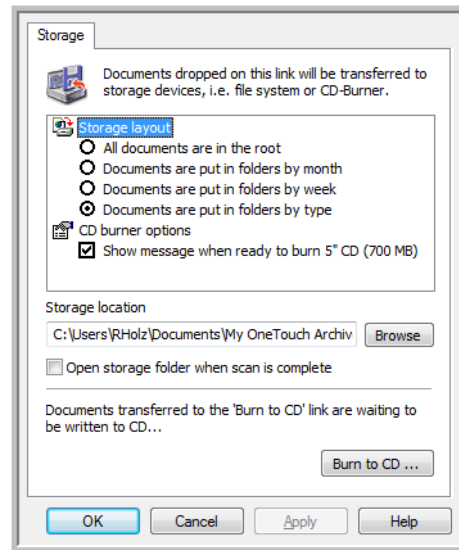 Storage
Documents dropped on this link will be transferred to
storage devices, i.e. file system or CD-Burner.
Storage layout
All documents are in the root
Documents are put in folders by month
Documents are put in folders by week
Documents are put in folders by type
CD burner options
Show message when ready to burn 5" CD (700 MB)
Storage location
C:\Users\RHolz\Documents\My OneTouch Archiv Browse
Open storage folder when scan is complete
Documents transferred to the 'Burn to CD' link are waiting to
be written to CD...
Burn to CD ...
OK Cancel Apply Help